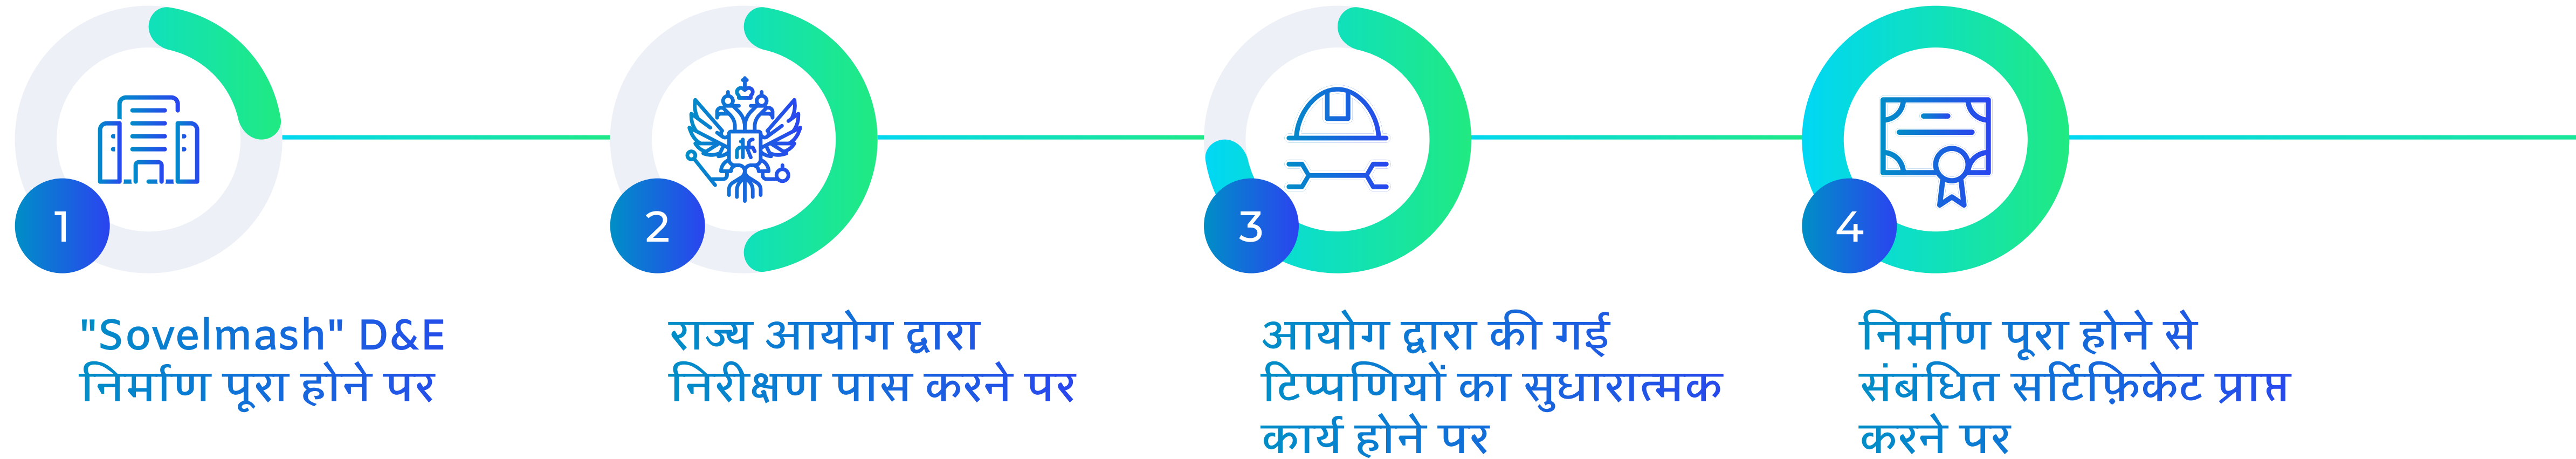 1
"Sovelmash" D&E
निर्माण पूरा होने पर
2
राज्य आयोग द्वारा
निरीक्षण पास करने पर
3
आयोग द्वारा की गई
टिप्पणियों का सुधारात्मक
कार्य होने पर
4
निर्माण पूरा होने से
संबंधित सर्टिफ़िकेट प्राप्त
करने पर